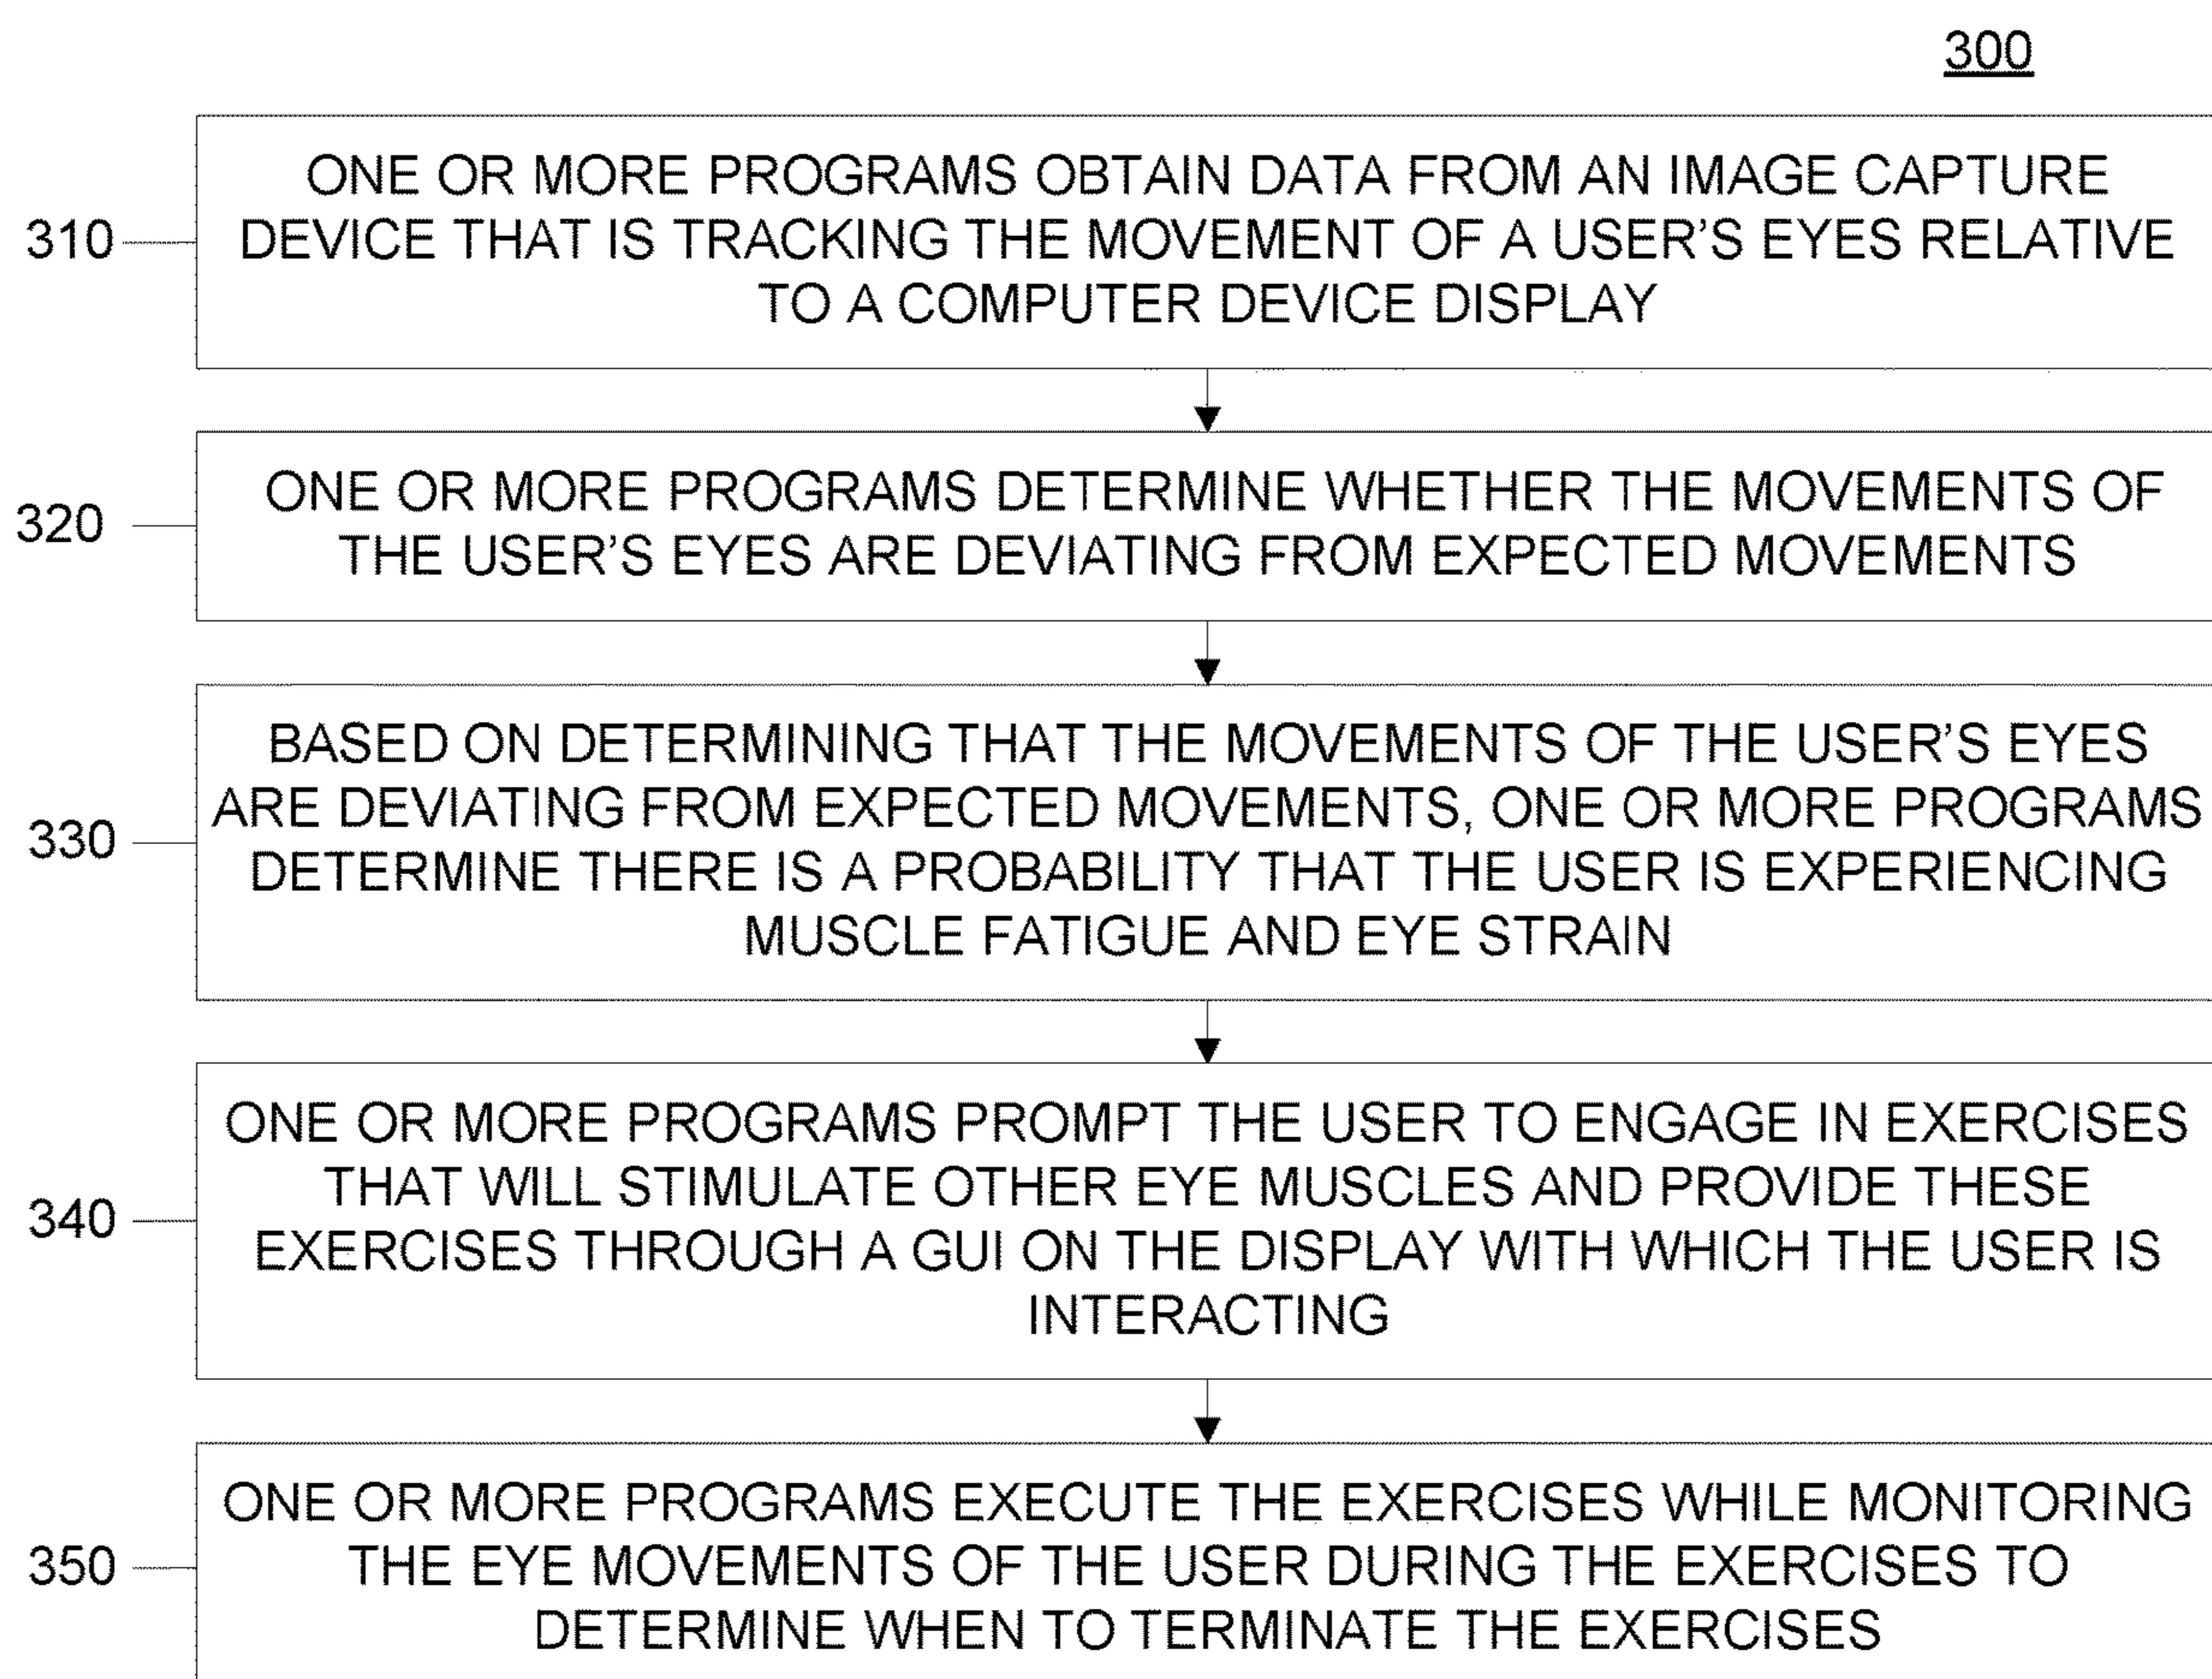 300
ONE OR MORE PROGRAMS OBTAIN DATA FROM AN IMAGE CAPTURE
310
DEVICE THAT IS TRACKING THE MOVEMENT OF A USER'S EYES RELATIVE
TO A COMPUTER DEVICE DISPLAY
ONE OR MORE PROGRAMS DETERMINE WHETHER THE MOVEMENTS OF
320
THE USER'S EYES ARE DEVIATING FROM EXPECTED MOVEMENTS
BASED ON DETERMINING THAT THE MOVEMENTS OF THE USER'S EYES
ARE DEVIATING FROM EXPECTED MOVEMENTS, ONE OR MORE PROGRAMS
330
DETERMINE THERE IS A PROBABILITY THAT THE USER IS EXPERIENCING
MUSCLE FATIGUE AND EYE STRAIN
ONE OR MORE PROGRAMS PROMPT THE USER TO ENGAGE IN EXERCISES
THAT WILL STIMULATE OTHER EYE MUSCLES AND PROVIDE THESE
340
EXERCISES THROUGH A GUI ON THE DISPLAY WITH WHICH THE USER IS
INTERACTING
ONE OR MORE PROGRAMS EXECUTE THE EXERCISES WHILE MONITORING
350
THE EYE MOVEMENTS OF THE USER DURING THE EXERCISES TO
DETERMINE WHEN TO TERMINATE THE EXERCISES